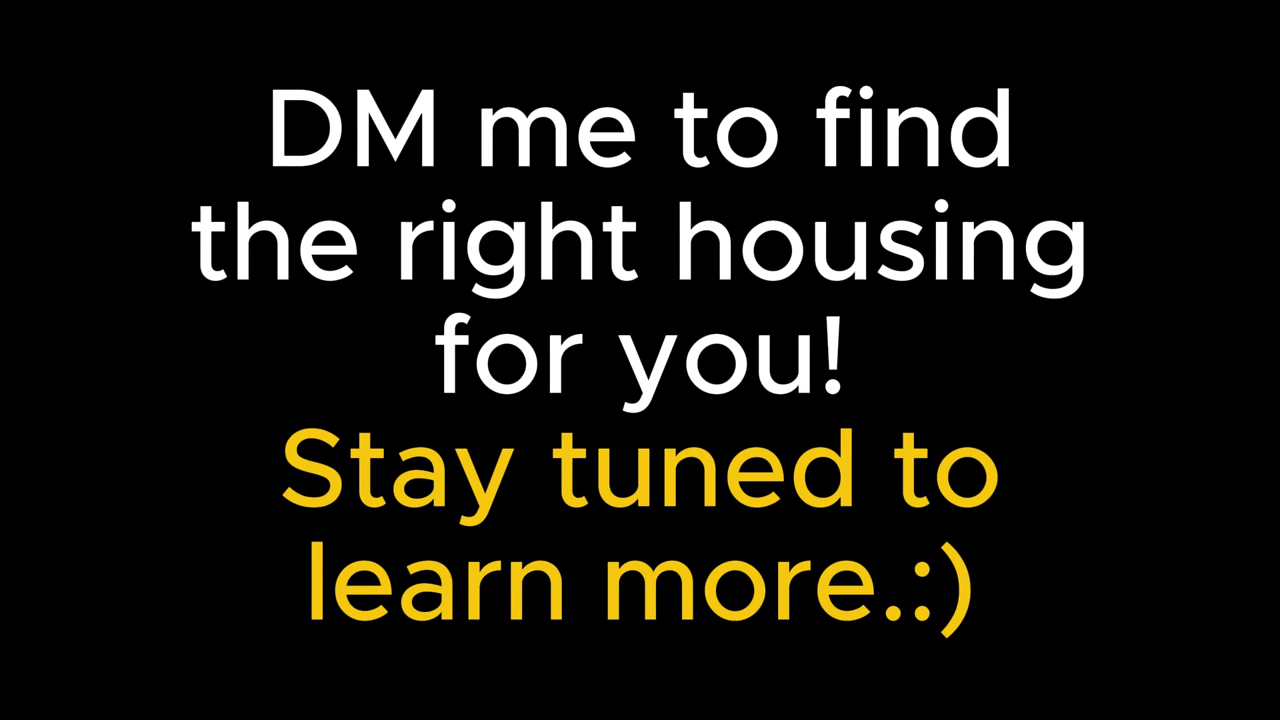 DM me to find
the right housing
for you!
Stay tuned to
learn more.:)